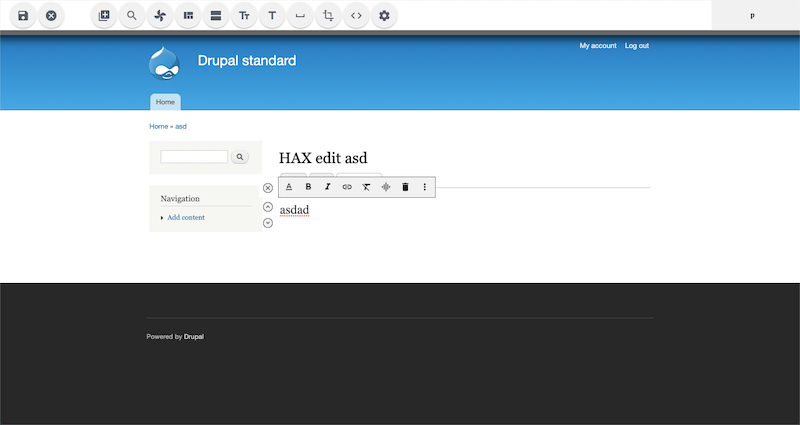 p
My account Log out
Drupal standard
Home
Home » asd
HAX edit asd
Navigation
Add content
asdad
Powered by Drupal